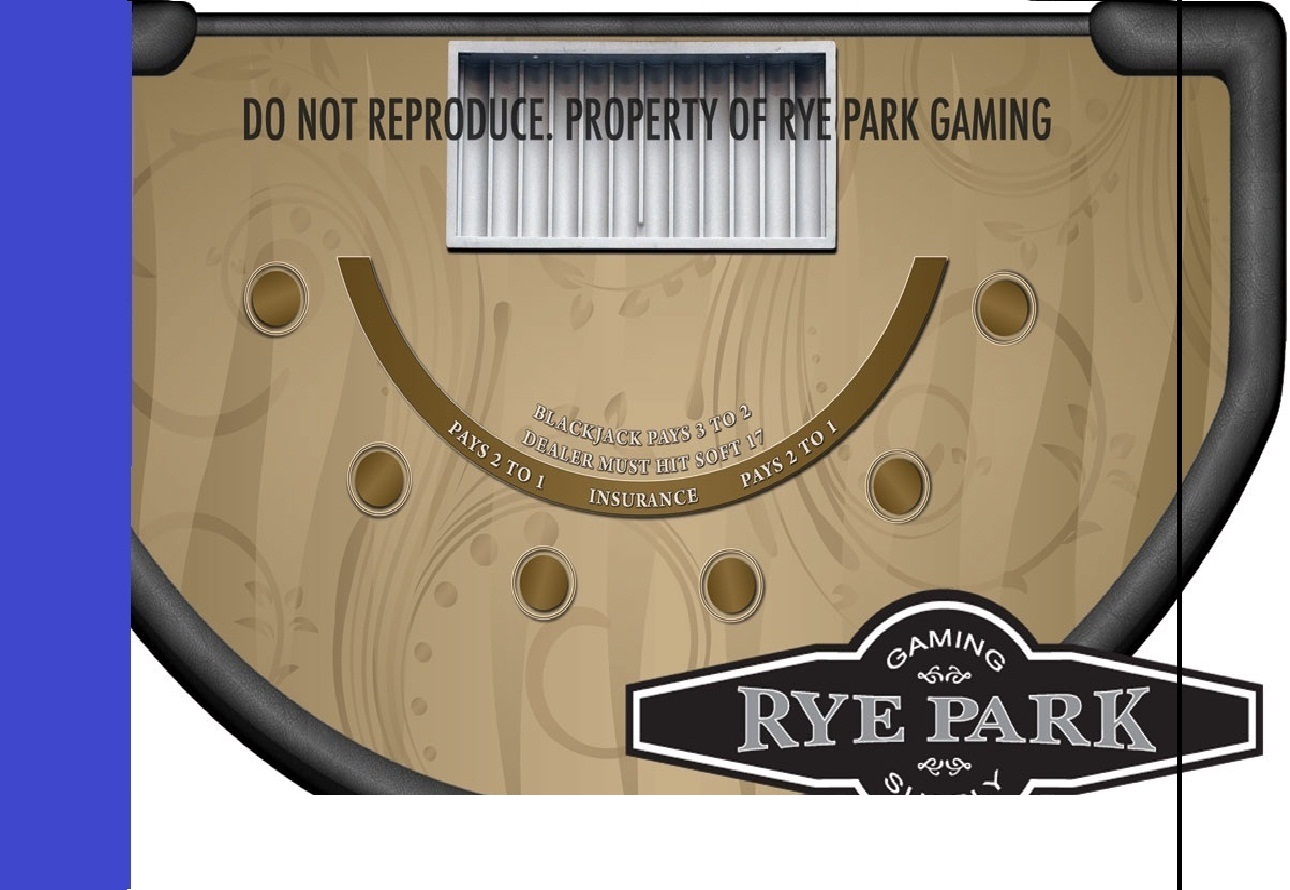 DO NOT REPRODUCE. PROPERTY OF RYE PARK GAMING
BLACKJACK PAYS 3 TO 2
DEALER MUST HIT SOFT 17
PAYS 2 TO 1 INSURANCE PAYS 2 TO 1
GAMING
RYE PARK